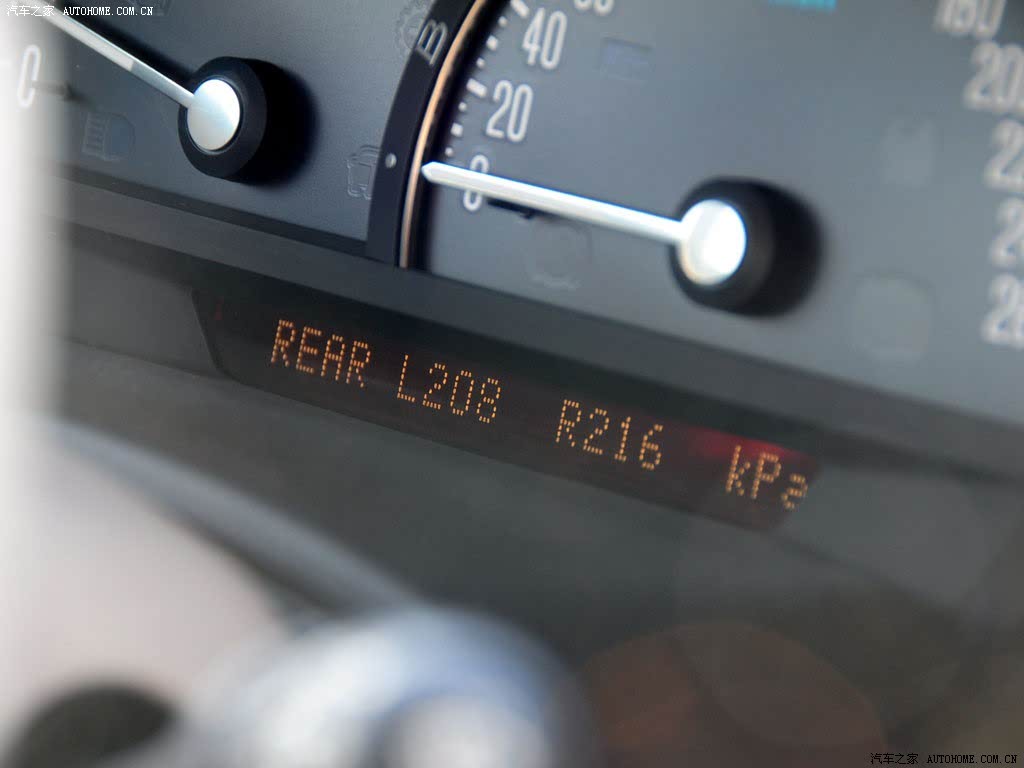 汽车之家 AUTOHOME.COM.CN
C
B
40
20
0
160
REAR L208 R216 kPa
汽车之家 AUTOHOME.COM.CN